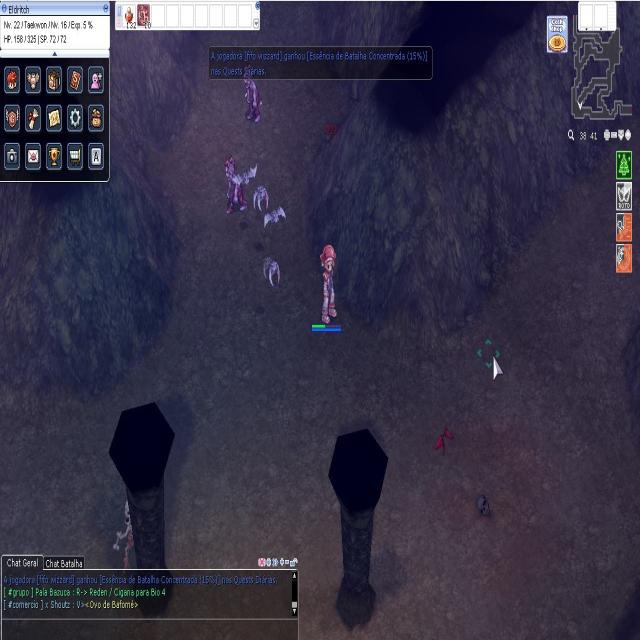 Eldritch
Nv. 22 / Taekwon / Nv. 16 / Exp. 5 %
HP. 158 / 325 | SP. 72 / 72
132 10
A jogadora [ffo wizzard] ganhou [Essência de Batalha Concentrada (15%)]
nas Quests Diárias.
38 41
ROTD
Chat Geral Chat Batalha
A jogadora [ffo wizzard] ganhou [Essência de Batalha Concentrada (15%)] nas Quests Diárias.
[ #grupo ] Pala Bazuca : R-> Reden / Cigana para Bio 4
[ #comercio ] x Shoutz : V><Ovo de Bafomé>